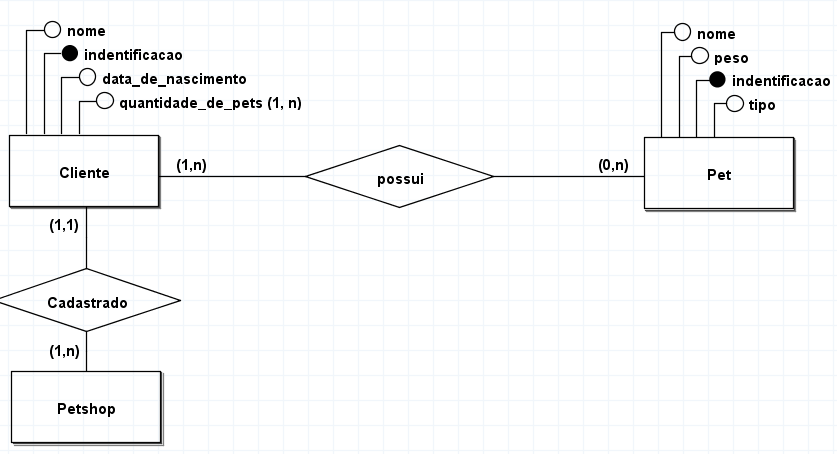 nome
indentificacao
data_de_nascimento
quantidade_de_pets (1, n)
Cliente
(1,n)
possui
(0,n)
nome
peso
indentificacao
tipo
Pet
(1,1)
Cadastrado
(1,n)
Petshop